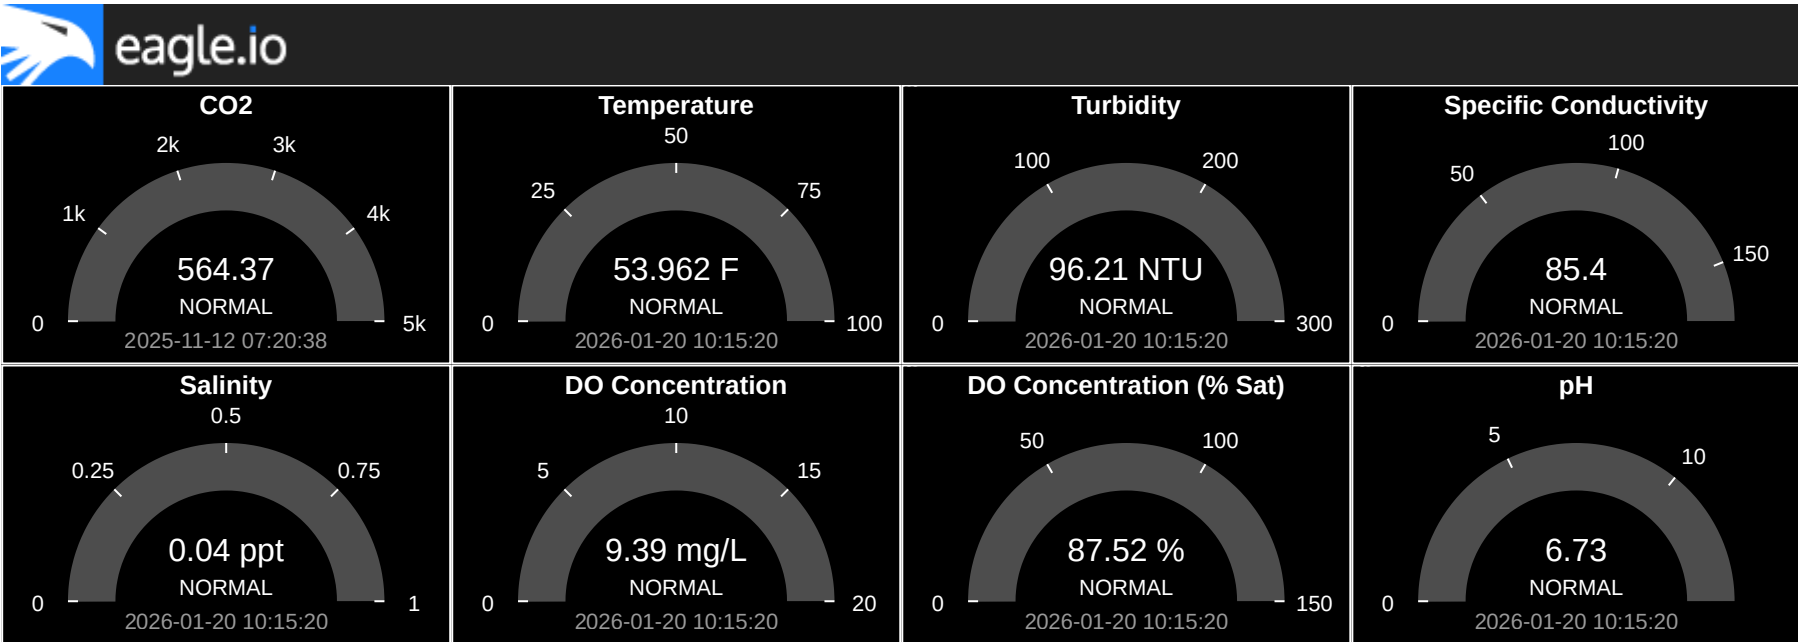 eagle.io
CO2
0
1k
2k
3k
4k
5k
564.37
NORMAL
2025-11-12 07:20:38
Temperature
0
25
50
75
100
53.962 F
NORMAL
2026-01-20 10:15:20
Turbidity
0
100
200
300
96.21 NTU
NORMAL
2026-01-20 10:15:20
Specific Conductivity
0
50
100
150
85.4
NORMAL
2026-01-20 10:15:20
Salinity
0
0.25
0.5
0.75
1
0.04 ppt
NORMAL
2026-01-20 10:15:20
DO Concentration
0
5
10
15
20
9.39 mg/L
NORMAL
2026-01-20 10:15:20
DO Concentration (% Sat)
0
50
100
150
87.52 %
NORMAL
2026-01-20 10:15:20
pH
0
5
10
6.73
NORMAL
2026-01-20 10:15:20